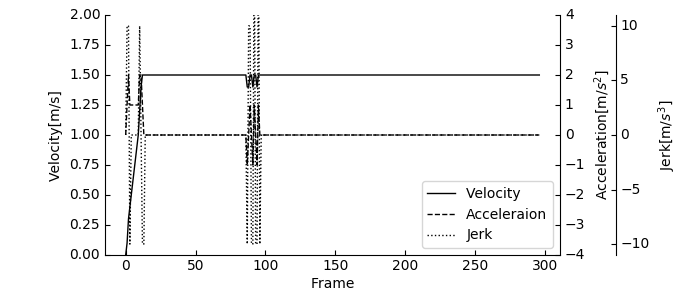 2.00
1.75
1.50
1.25
1.00
0.75
0.50
0.25
0.00
Velocity[m/s]
0 50 100 150 200 250 300
Frame
4
3
2
1
0
−1
−2
−3
−4
Acceleration[m/s²]
10
5
0
−5
−10
Jerk[m/s³]
Velocity
Acceleraion
Jerk